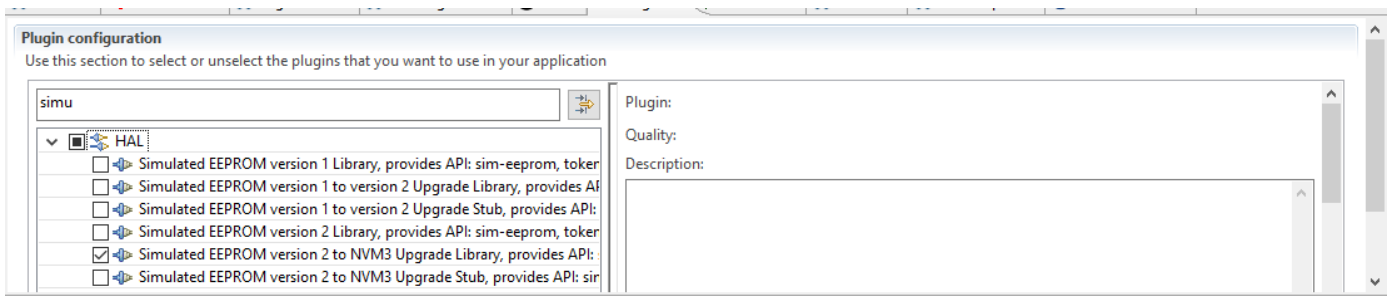 Plugin configuration
Use this section to select or unselect the plugins that you want to use in your application
simu
Plugin:
HAL
Quality:
Simulated EEPROM version 1 Library, provides API: sim-eeprom, token
Description:
Simulated EEPROM version 1 to version 2 Upgrade Library, provides AP
Simulated EEPROM version 1 to version 2 Upgrade Stub, provides API:
Simulated EEPROM version 2 Library, provides API: sim-eeprom, token
Simulated EEPROM version 2 to NVM3 Upgrade Library, provides API:
Simulated EEPROM version 2 to NVM3 Upgrade Stub, provides API: sim